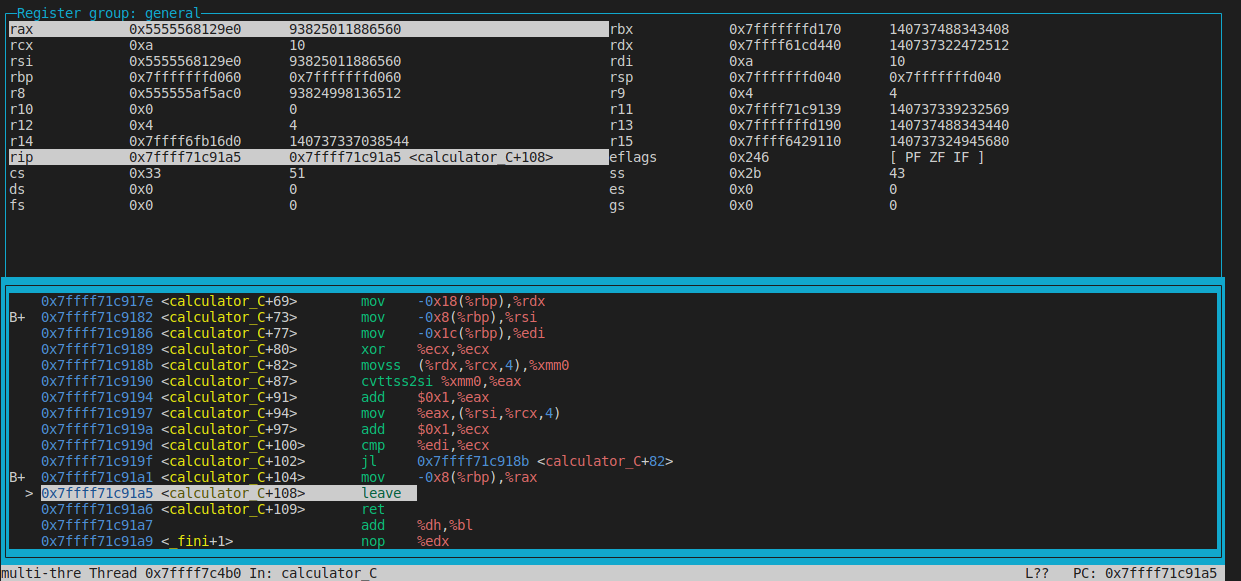 Register group: general
rax 0x5555568129e0 93825011886560 rbx 0x7fffffffd170 140737488343408
rcx 0xa 10 rdx 0x7ffff61cd440 140737322472512
rsi 0x5555568129e0 93825011886560 rdi 0xa 10
rbp 0x7fffffffd060 0x7fffffffd060 rsp 0x7fffffffd040 0x7fffffffd040
r8 0x555555af5ac0 93824998136512 r9 0x4 4
r10 0x0 0 r11 0x7ffff71c9139 140737339232569
r12 0x4 4 r13 0x7fffffffd190 140737488343440
r14 0x7ffff6fb16d0 140737337038544 r15 0x7ffff6429110 140737324945680
rip 0x7ffff71c91a5 0x7ffff71c91a5 <calculator_C+108> eflags 0x246 [ PF ZF IF ]
cs 0x33 51 ss 0x2b 43
ds 0x0 0 es 0x0 0
fs 0x0 0 gs 0x0 0
0x7ffff71c917e <calculator_C+69> mov -0x18(%rbp),%rdx
B+ 0x7ffff71c9182 <calculator_C+73> mov -0x8(%rbp),%rsi
0x7ffff71c9186 <calculator_C+77> mov -0x1c(%rbp),%edi
0x7ffff71c9189 <calculator_C+80> xor %ecx,%ecx
0x7ffff71c918b <calculator_C+82> movss (%rdx,%rcx,4),%xmm0
0x7ffff71c9190 <calculator_C+87> cvttss2si %xmm0,%eax
0x7ffff71c9194 <calculator_C+91> add $0x1,%eax
0x7ffff71c9197 <calculator_C+94> mov %eax,(%rsi,%rcx,4)
0x7ffff71c919a <calculator_C+97> add $0x1,%ecx
0x7ffff71c919d <calculator_C+100> cmp %edi,%ecx
0x7ffff71c919f <calculator_C+102> jl 0x7ffff71c918b <calculator_C+82>
B+ 0x7ffff71c91a1 <calculator_C+104> mov -0x8(%rbp),%rax
> 0x7ffff71c91a5 <calculator_C+108> leave
0x7ffff71c91a6 <calculator_C+109> ret
0x7ffff71c91a7 add %dh,%bl
0x7ffff71c91a9 <_fini+1> nop %edx
multi-thre Thread 0x7ffff7c4b0 In: calculator_C L?? PC: 0x7ffff71c91a5